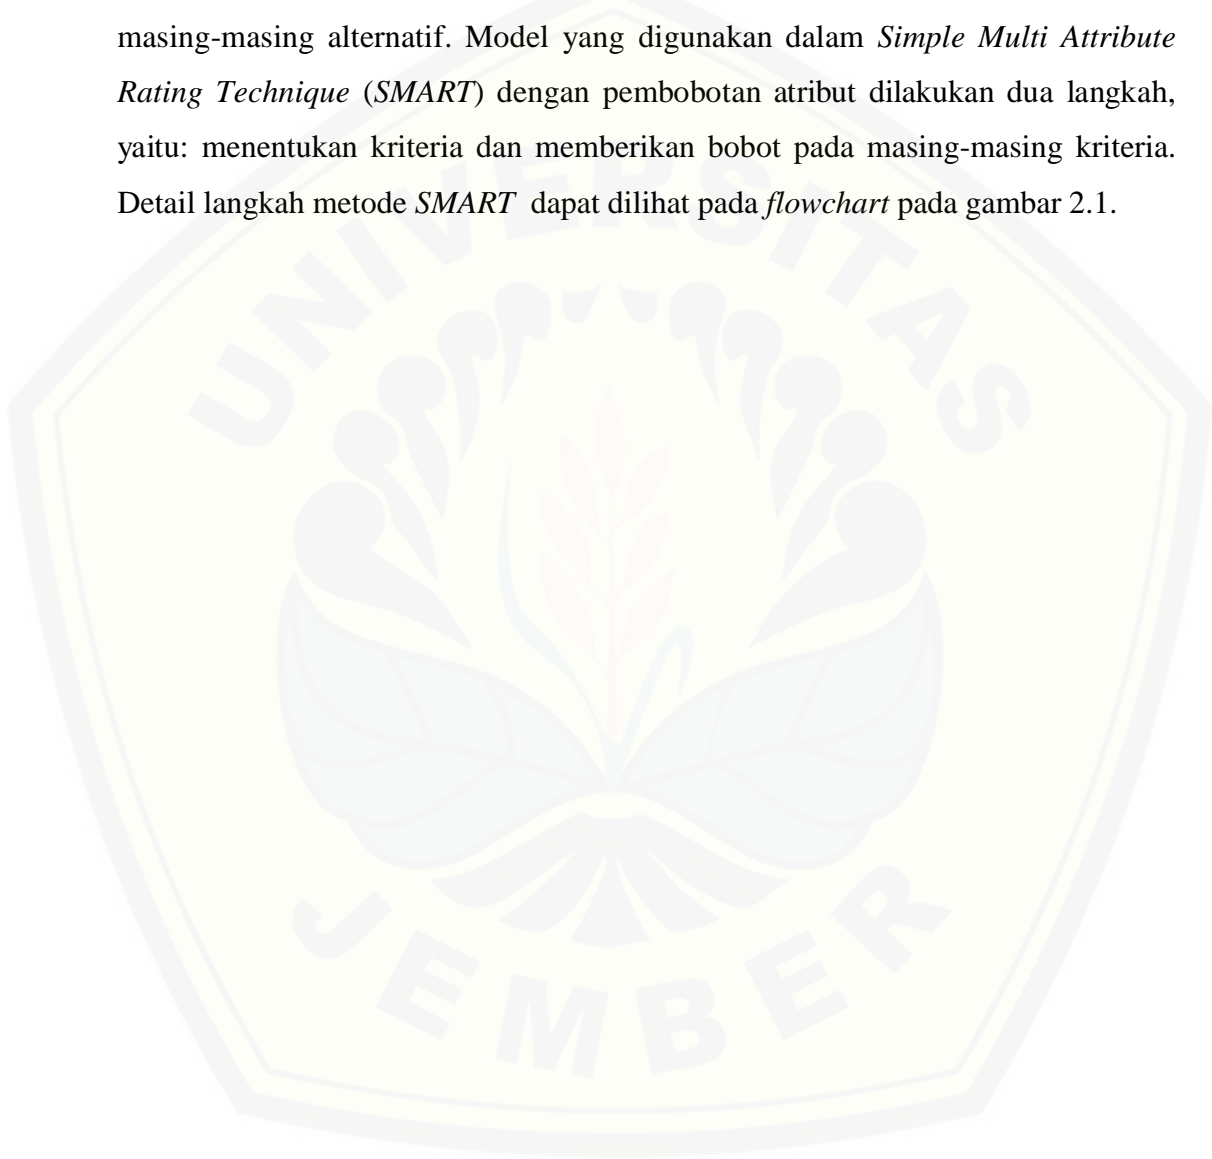 masing-masing alternatif. Model yang digunakan dalam Simple Multi Attribute
Rating Technique (SMART) dengan pembobotan atribut dilakukan dua langkah,
yaitu: menentukan kriteria dan memberikan bobot pada masing-masing kriteria.
Detail langkah metode SMART dapat dilihat pada flowchart pada gambar 2.1.
UNIVERSITAS
JEMBER